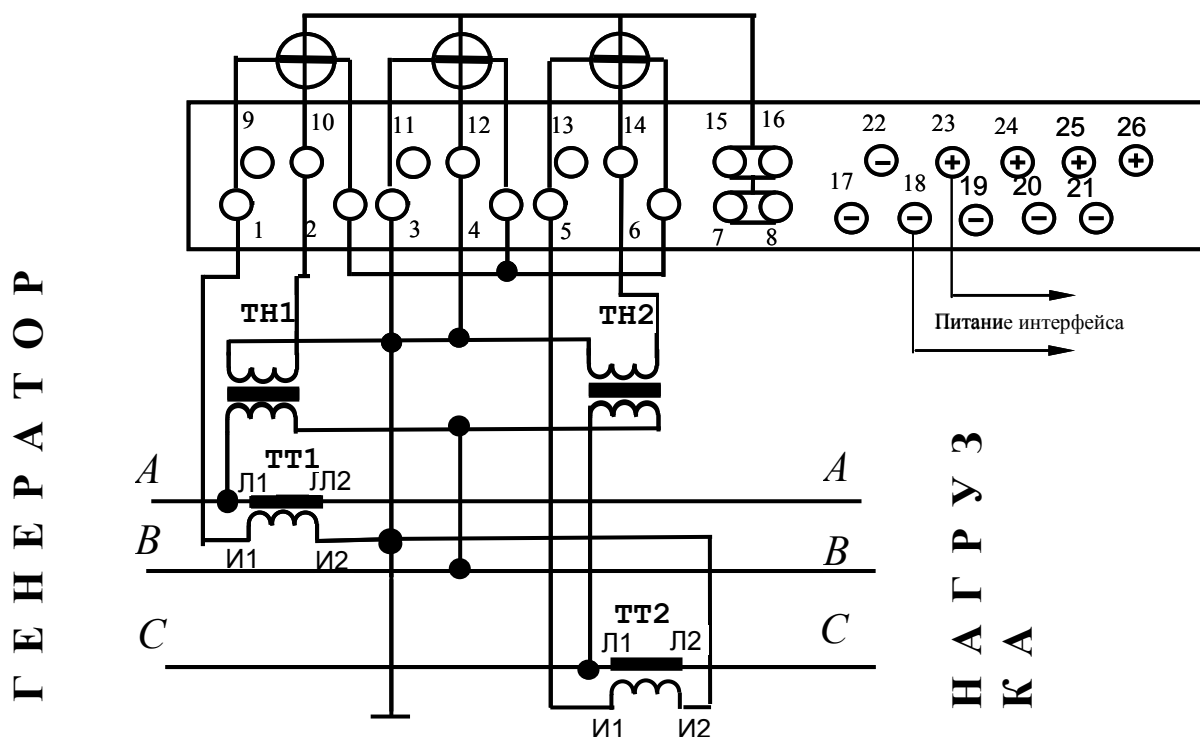 9 10 11 12 13 14 15 16 22 23 24 25 26
17 18 19 20 21
1 2 3 4 5 6 7 8
ТН1 ТН2
Питание интерфейса
ГЕНЕРАТОР
ТТ1
A Л1 Л2 A
B И1 И2 B
ТТ2
C Л1 Л2 C
И1 И2
НАГРУЗ
КА